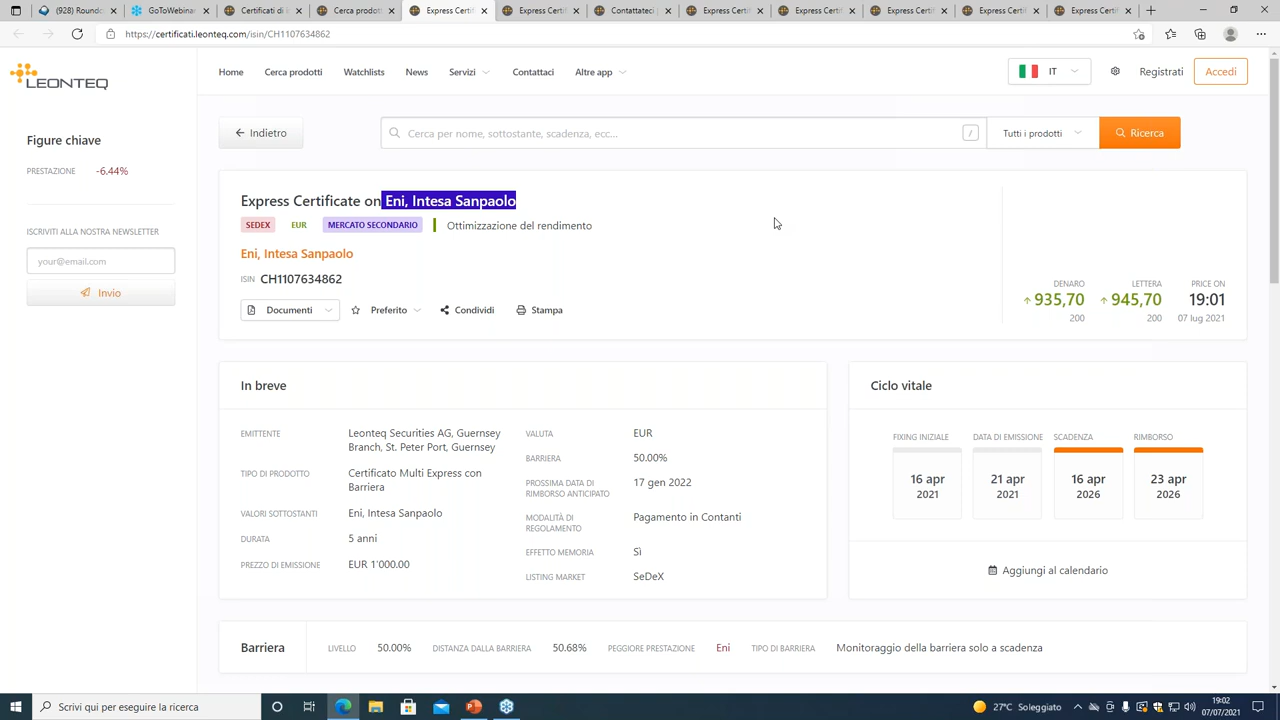 (928) Roundc
GoToWebinar
Certificati di in
Cerca prodotti
Express Certific
Express Certific
Contattateci
Express Certific
Express Certific
Express Certific
Express Certific
Express Certific
https://certificati.leonteq.com/isin/CH1107634862
LEONTEQ
Home Cerca prodotti Watchlists News Servizi Contattaci Altre app IT Registrati Accedi
Figure chiave
PRESTAZIONE -6.44%
ISCRIVITI ALLA NOSTRA NEWSLETTER
your@email.com
Invio
Indietro
Cerca per nome, sottostante, scadenza, ecc... / Tutti i prodotti Ricerca
Express Certificate on Eni, Intesa Sanpaolo
SEDEX EUR MERCATO SECONDARIO Ottimizzazione del rendimento
Eni, Intesa Sanpaolo
ISIN CH1107634862
Documenti Preferito Condividi Stampa
DENARO LETTERA PRICE ON
935,70 945,70 19:01
200 200 07 lug 2021
In breve
EMITTENTE Leonteq Securities AG, Guernsey
Branch, St. Peter Port, Guernsey
TIPO DI PRODOTTO Certificato Multi Express con
Barriera
VALORI SOTTOSTANTI Eni, Intesa Sanpaolo
DURATA 5 anni
PREZZO DI EMISSIONE EUR 1'000.00
VALUTA EUR
BARRIERA 50.00%
PROSSIMA DATA DI
RIMBORSO ANTICIPATO 17 gen 2022
MODALITÀ DI
REGOLAMENTO Pagamento in Contanti
EFFETTO MEMORIA Sì
LISTING MARKET SeDeX
Ciclo vitale
FIXING INIZIALE DATA DI EMISSIONE SCADENZA RIMBORSO
16 apr 21 apr 16 apr 23 apr
2021 2021 2026 2026
Aggiungi al calendario
Barriera LIVELLO 50.00% DISTANZA DALLA BARRIERA 50.68% PEGGIORE PRESTAZIONE Eni TIPO DI BARRIERA Monitoraggio della barriera solo a scadenza
Scrivi qui per eseguire la ricerca
27°C Soleggiato
19:02
07/07/2021